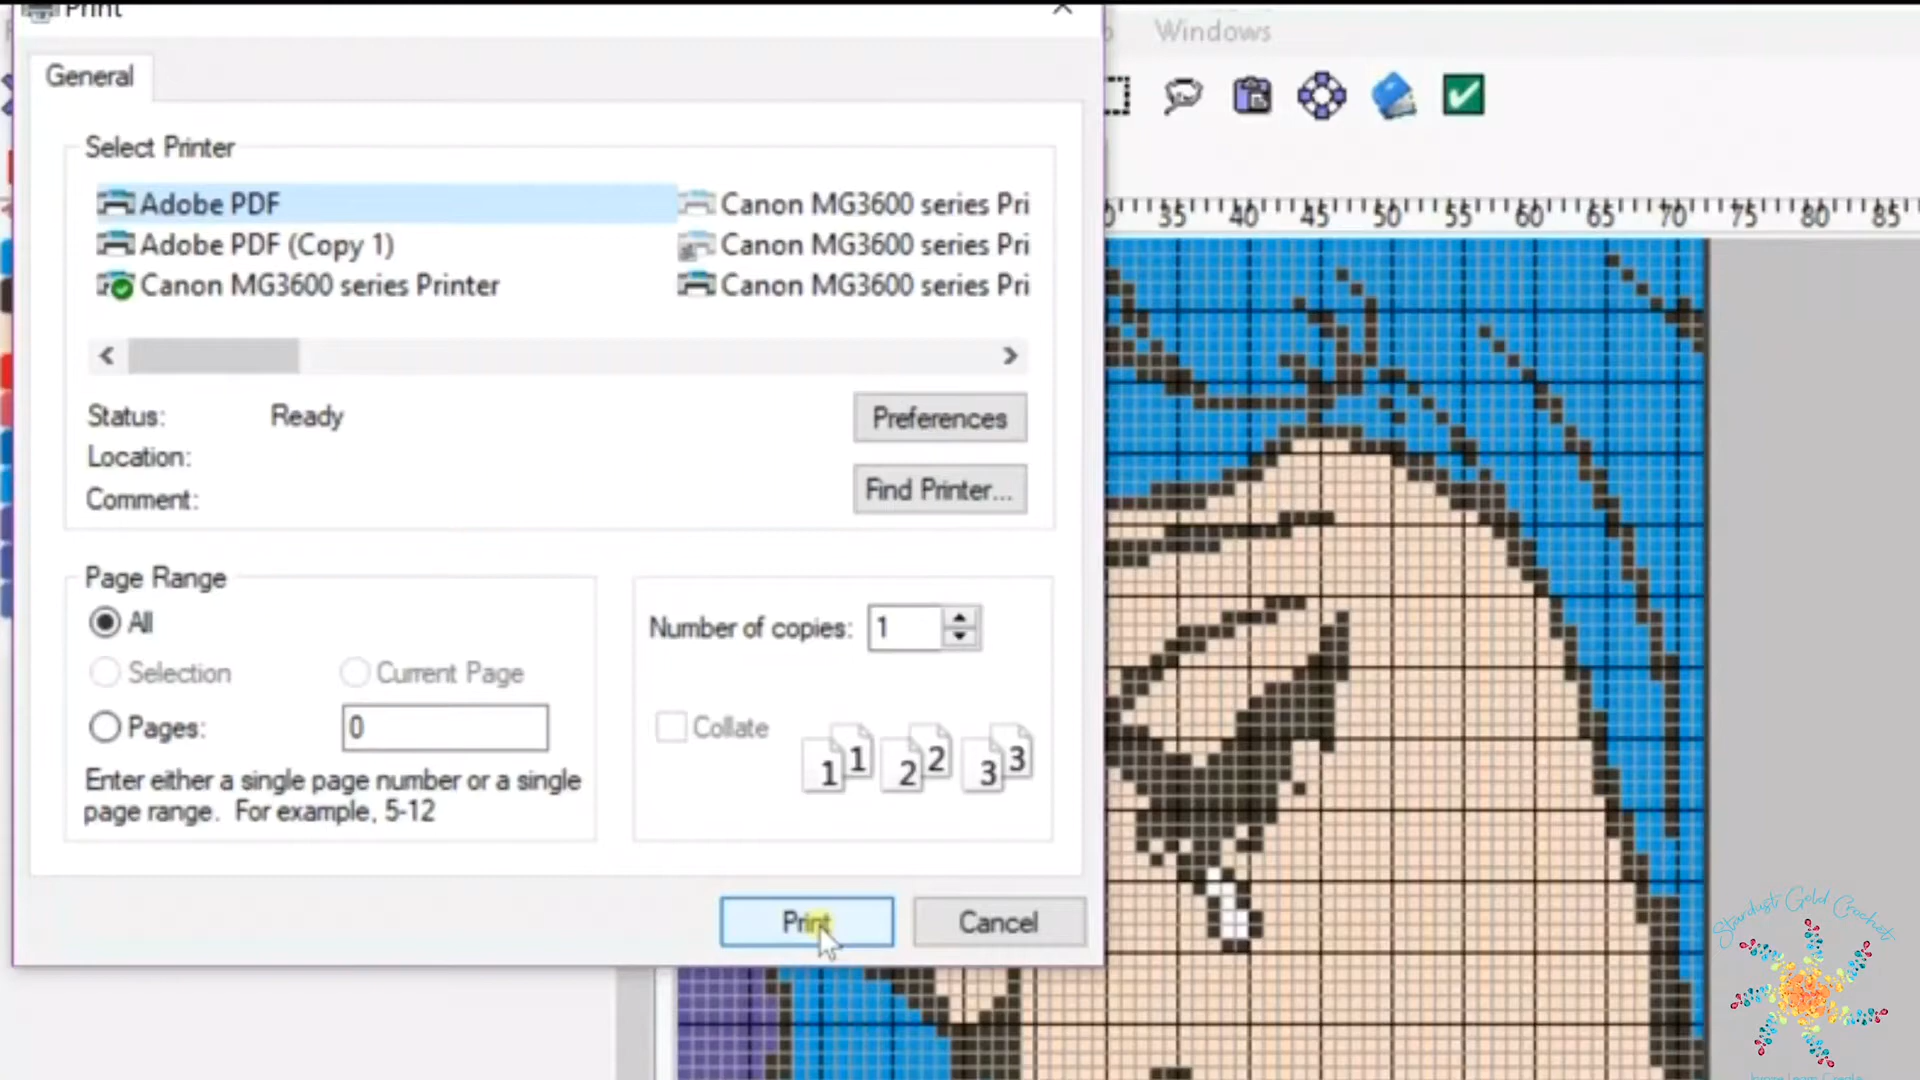 Print
Windows
General
Select Printer
Adobe PDF
Canon MG3600 series Pri
Adobe PDF (Copy 1)
Canon MG3600 series Pri
Canon MG3600 series Printer
Canon MG3600 series Pri
35 40 45 50 55 60 65 70 75 80 85
Status: Ready
Preferences
Location:
Find Printer...
Comment:
Page Range
All
Number of copies: 1
Selection
Current Page
Pages: 0
Collate
1 1 2 2 3 3
Enter either a single page number or a single
page range. For example, 5-12
Print
Cancel
Stardust Gold Crochet